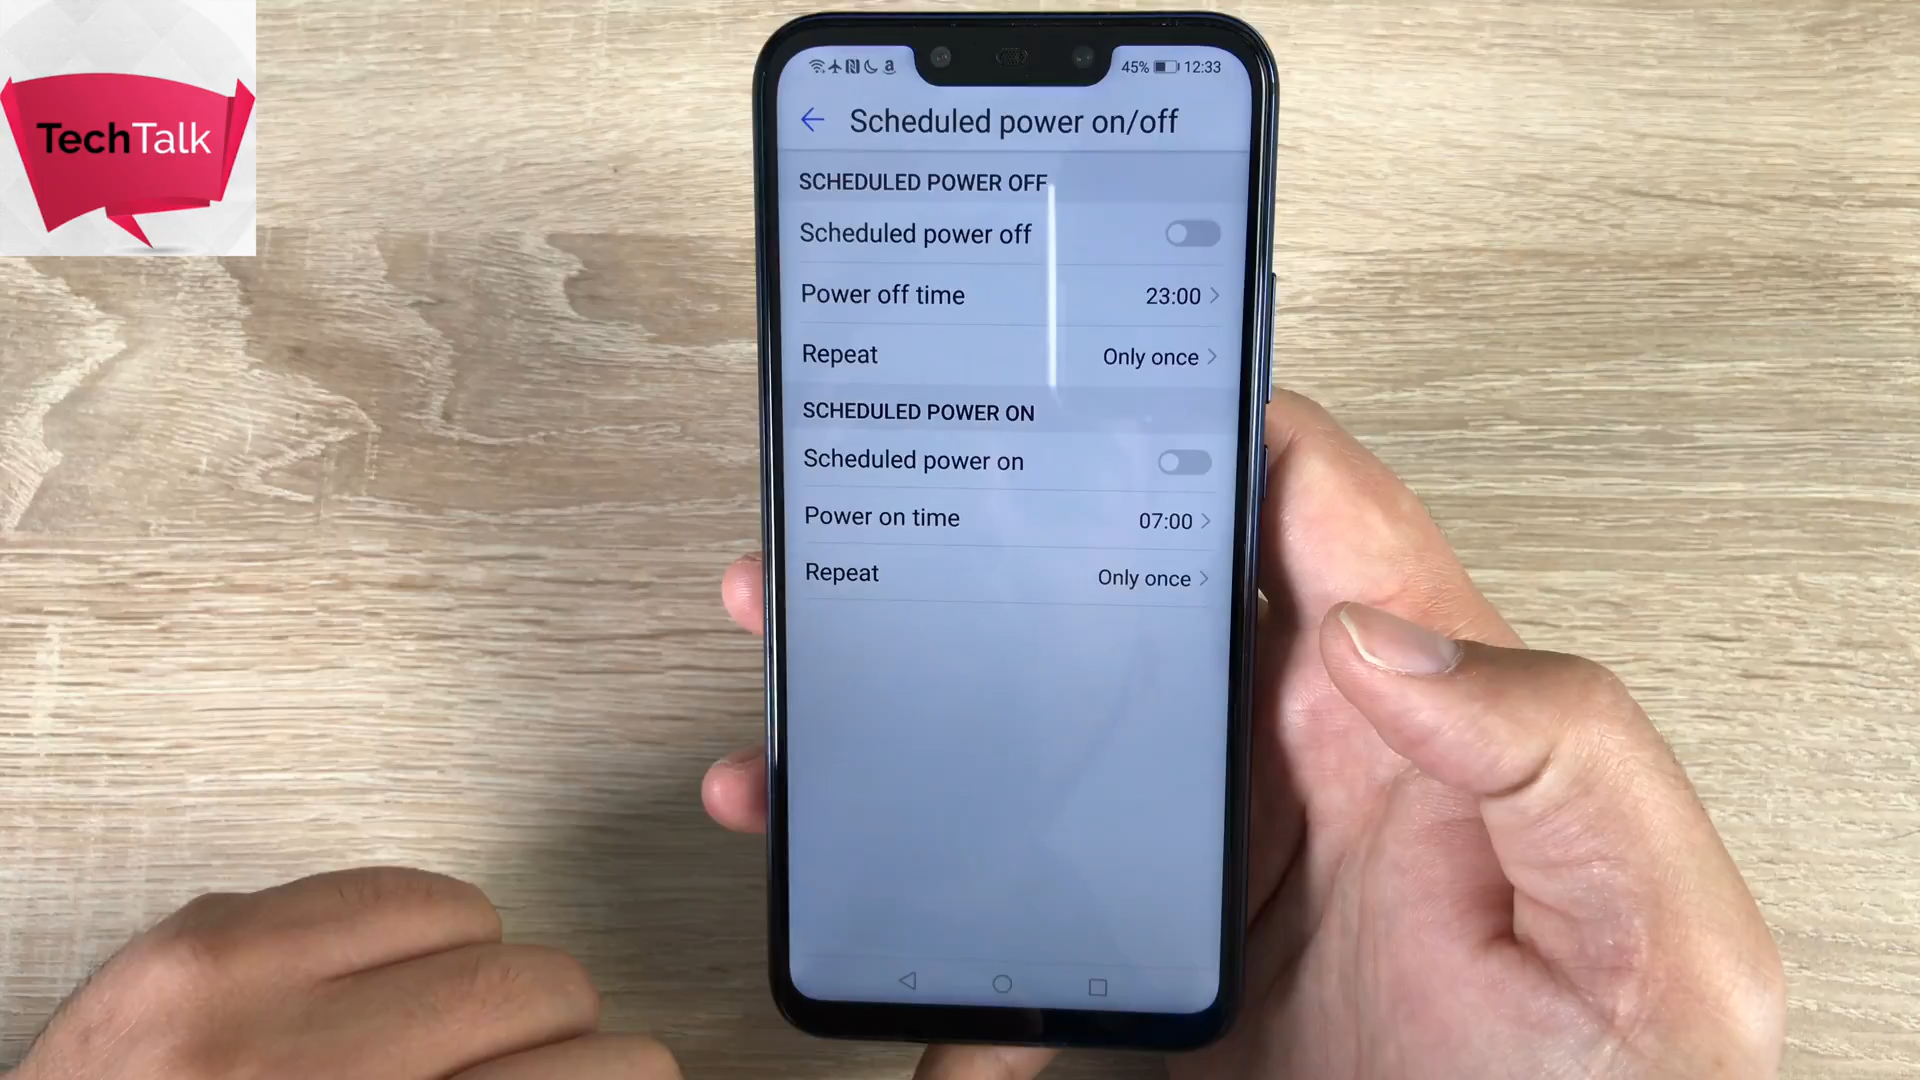 TechTalk
45% 12:33
Scheduled power on/off
SCHEDULED POWER OFF
Scheduled power off
Power off time 23:00
Repeat Only once
SCHEDULED POWER ON
Scheduled power on
Power on time 07:00
Repeat Only once